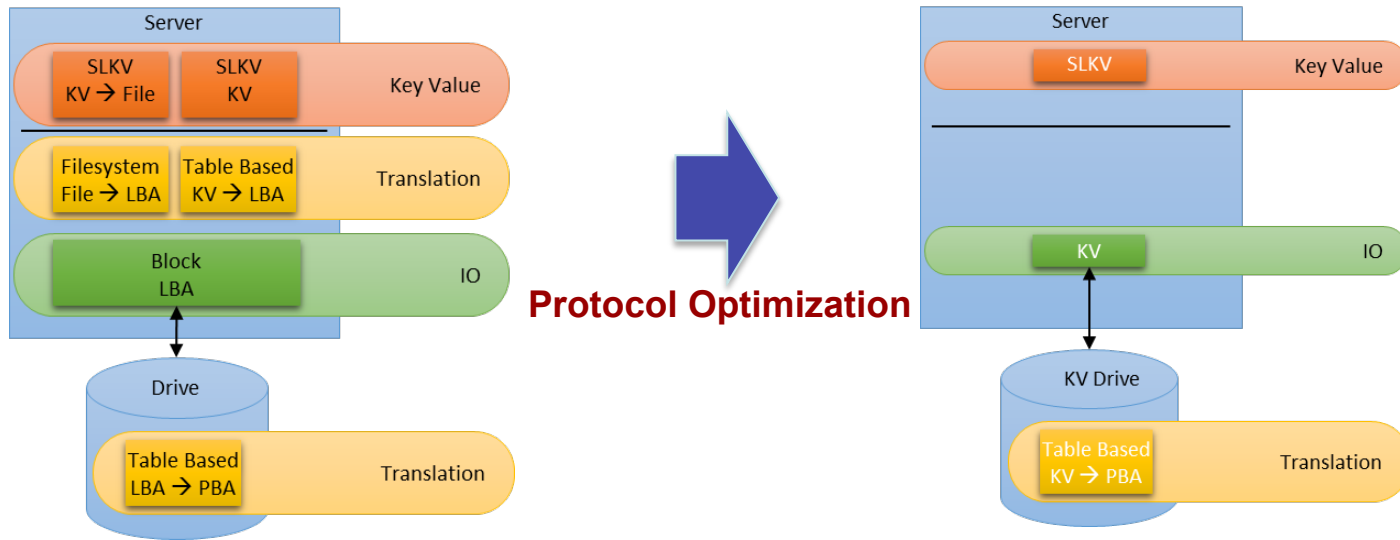 Server
SLKV
KV → File
SLKV
KV
Key Value
Filesystem
File → LBA
Table Based
KV → LBA
Translation
Block
LBA
IO
Drive
Table Based
LBA → PBA
Translation
Protocol Optimization
Server
SLKV
Key Value
KV
IO
KV Drive
Table Based
KV → PBA
Translation